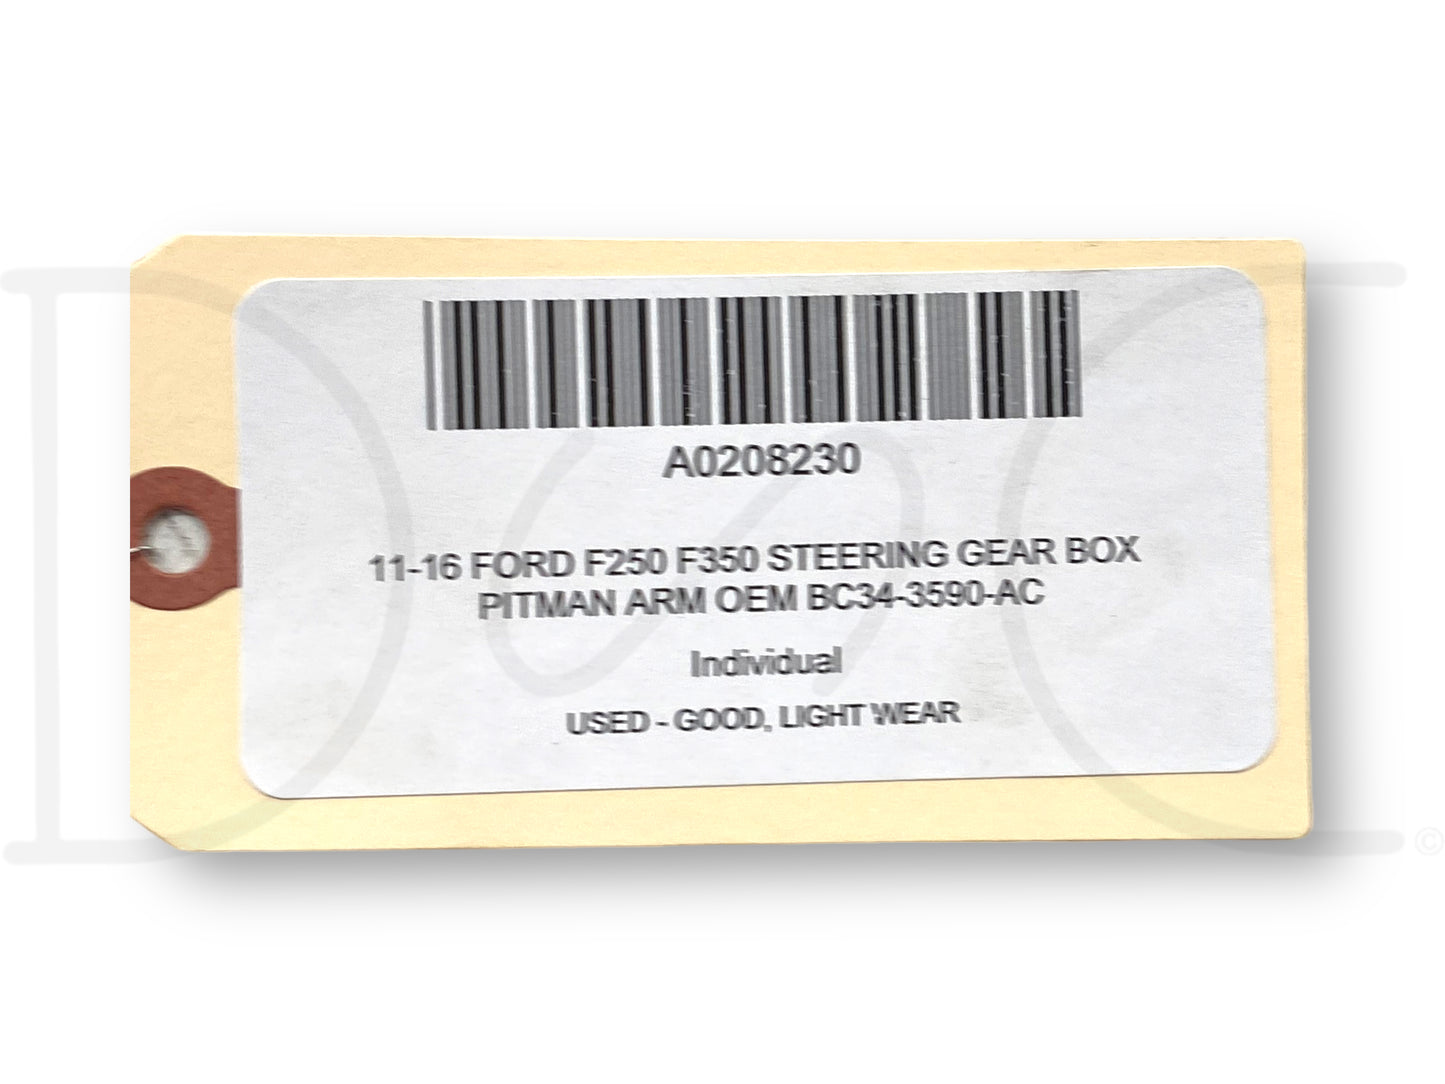 A0208230
11-16 FORD F250 F350 STEERING GEAR BOX
PITMAN ARM OEM BC34-3590-AC
Individual
USED - GOOD, LIGHT WEAR
DSC
©